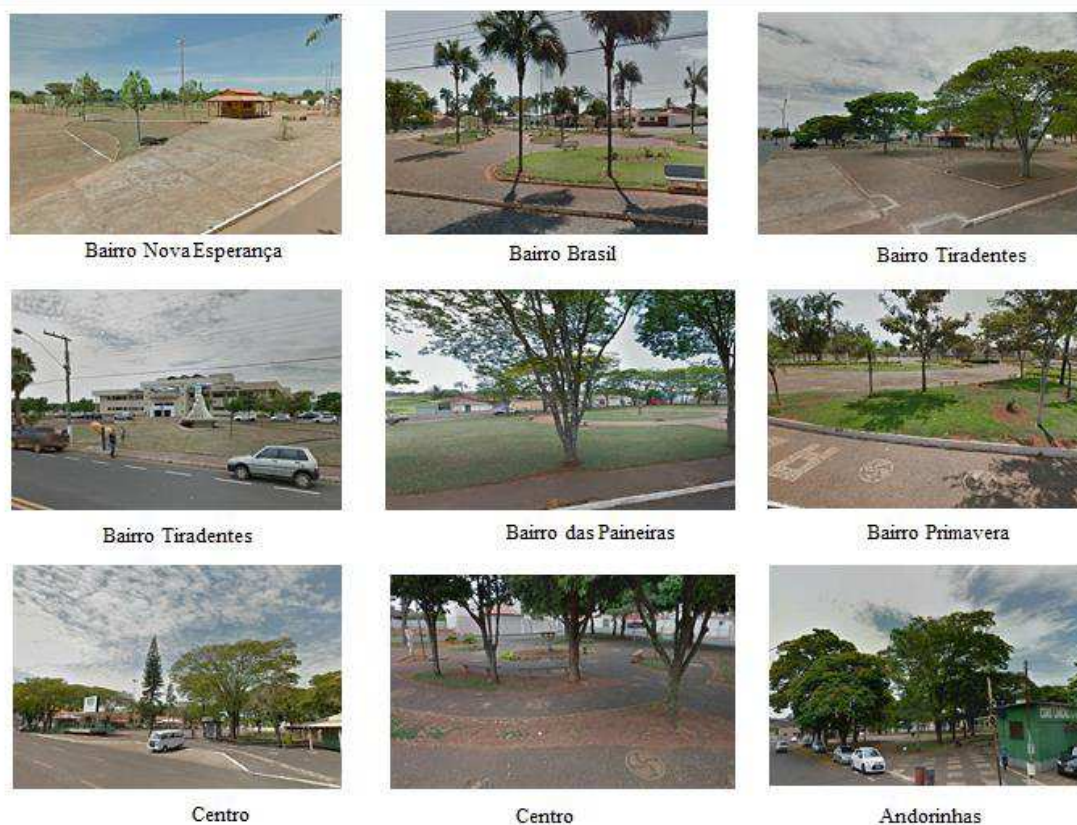 Bairro Nova Esperança
Bairro Brasil
Bairro Tiradentes
Bairro Tiradentes
Bairro das Paineiras
Bairro Primavera
Centro
Centro
Andorinhas